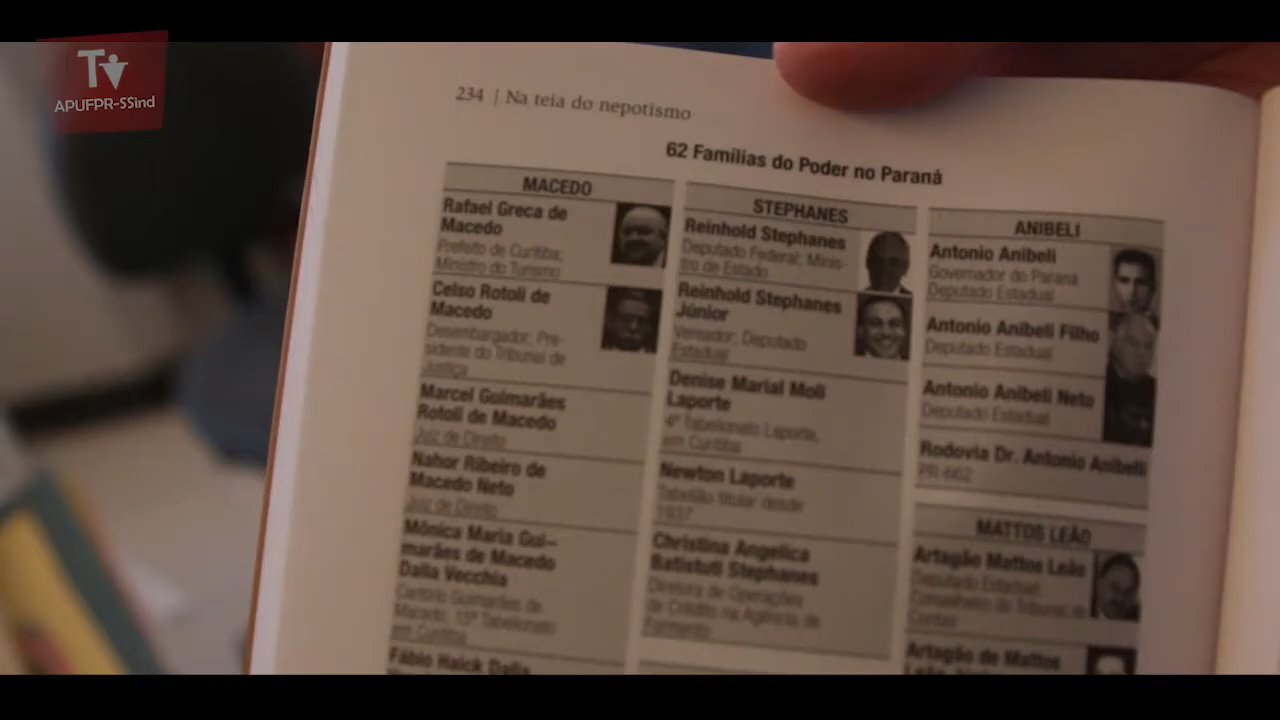 TV
APUFPR-SSind
234 | Na teia do nepotismo
62 Famílias do Poder no Paraná
MACEDO
Rafael Greca de
Macedo
Prefeito de Curitiba;
Ministro do Turismo
Celso Rotoli de
Macedo
Desembargador; Pre-
sidente do Tribunal de
Justiça
Marcel Guimarães
Rotoli de Macedo
Juiz de Direito
Nahor Ribeiro de
Macedo Neto
Juiz de Direito
Mônica Maria Gui-
marães de Macedo
Dalla Vecchia
Cartório Guimarães de
Macedo, 15º Tabelionato
em Curitiba
Fábio Haick Dalla
STEPHANES
Reinhold Stephanes
Deputado Federal; Minis-
tro de Estado
Reinhold Stephanes
Júnior
Vereador; Deputado
Estadual
Denise Marial Moli
Laporte
4º Tabelionato Laporte,
em Curitiba
Newton Laporte
Tabelião titular desde
1937
Christina Angelica
Batistuti Stephanes
Diretora de Operações
de Crédito na Agência de
Fomento
ANIBELI
Antonio Anibeli
Governador do Paraná
Deputado Estadual
Antonio Anibeli Filho
Deputado Estadual
Antonio Anibeli Neto
Deputado Estadual
Rodovia Dr. Antonio Anibeli
PR-662
MATTOS LEÃO
Artagão Mattos Leão
Deputado Estadual;
Conselheiro do Tribunal de
Contas
Artagão de Mattos